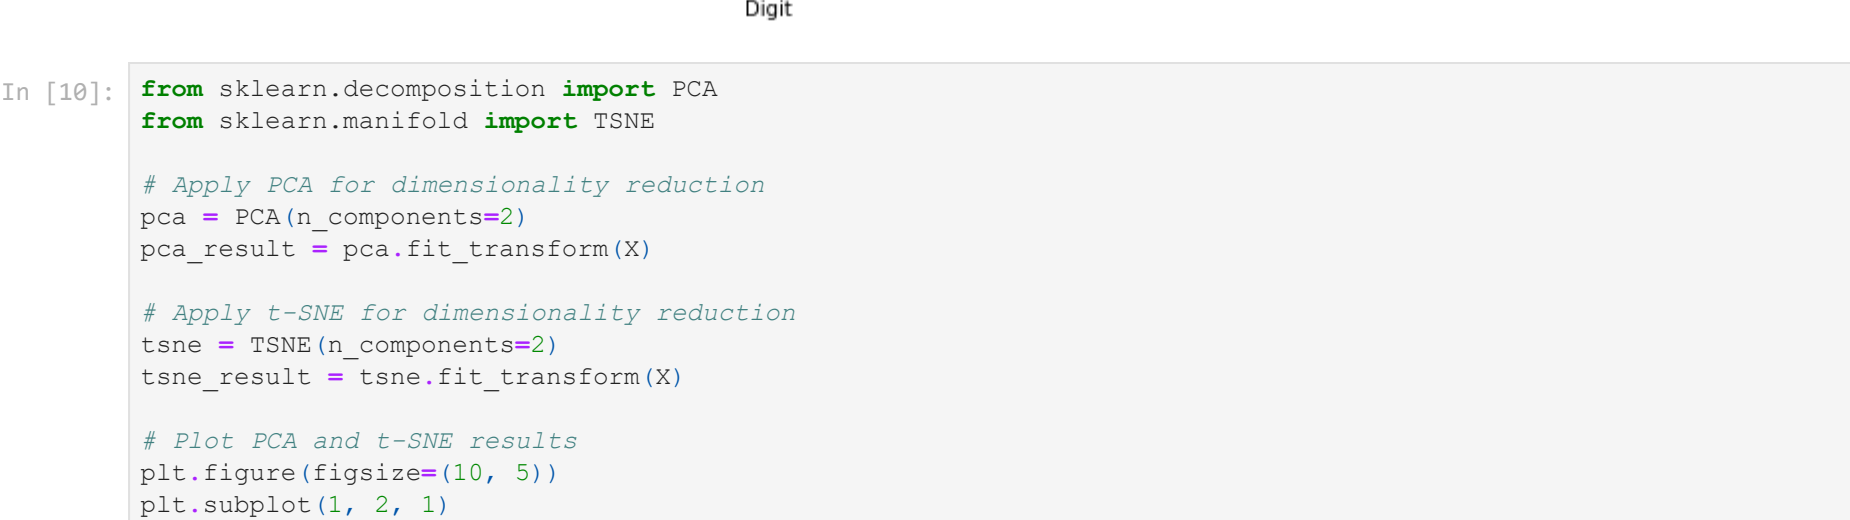 Digit
In [10]:
from sklearn.decomposition import PCA
from sklearn.manifold import TSNE
# Apply PCA for dimensionality reduction
pca = PCA(n_components=2)
pca_result = pca.fit_transform(X)
# Apply t-SNE for dimensionality reduction
tsne = TSNE(n_components=2)
tsne_result = tsne.fit_transform(X)
# Plot PCA and t-SNE results
plt.figure(figsize=(10, 5))
plt.subplot(1, 2, 1)